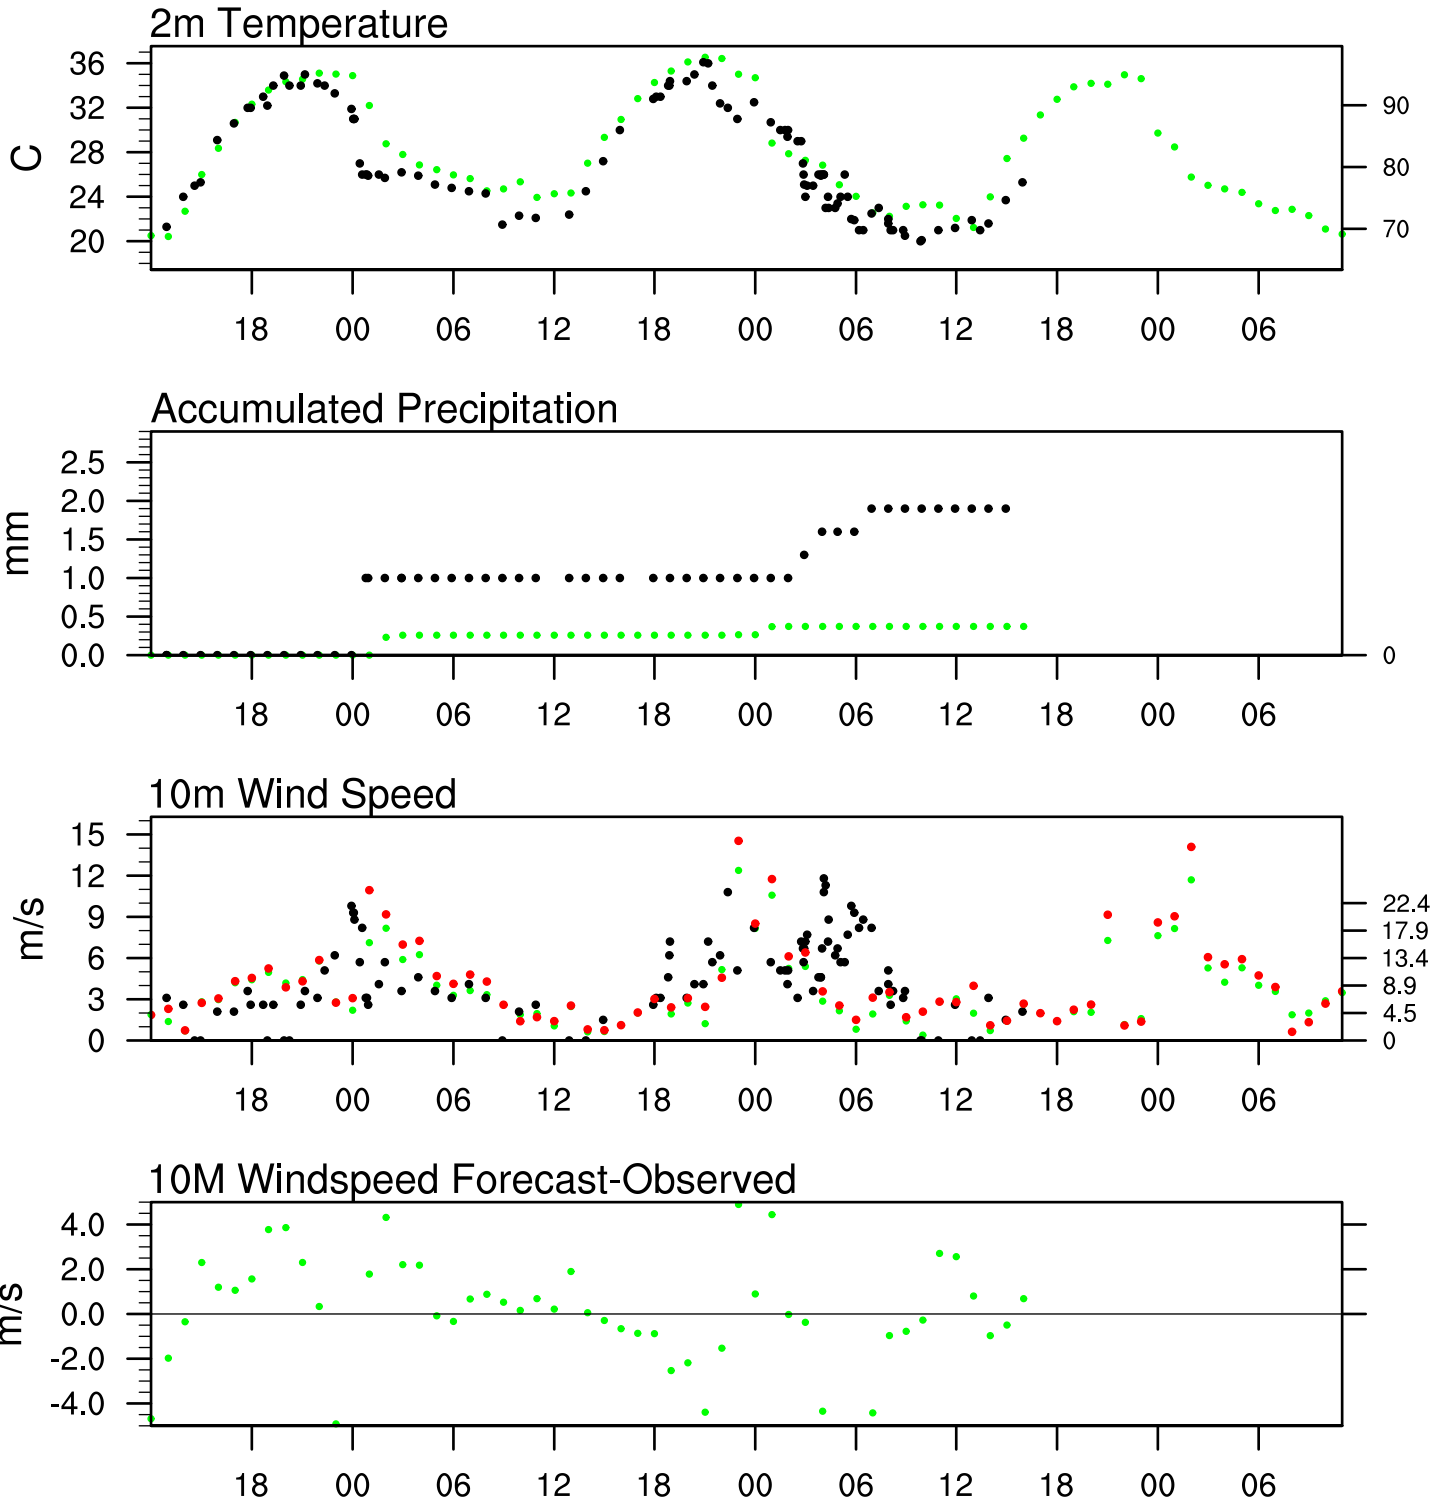 2m Temperature
36
32
28
24
20
C
90
80
70
18 00 06 12 18 00 06 12 18 00 06
Accumulated Precipitation
2.5
2.0
1.5
1.0
0.5
0.0
mm
0
18 00 06 12 18 00 06 12 18 00 06
10m Wind Speed
15
12
9
6
3
0
m/s
22.4
17.9
13.4
8.9
4.5
0
18 00 06 12 18 00 06 12 18 00 06
10M Windspeed Forecast-Observed
4.0
2.0
0.0
-2.0
-4.0
m/s
18 00 06 12 18 00 06 12 18 00 06